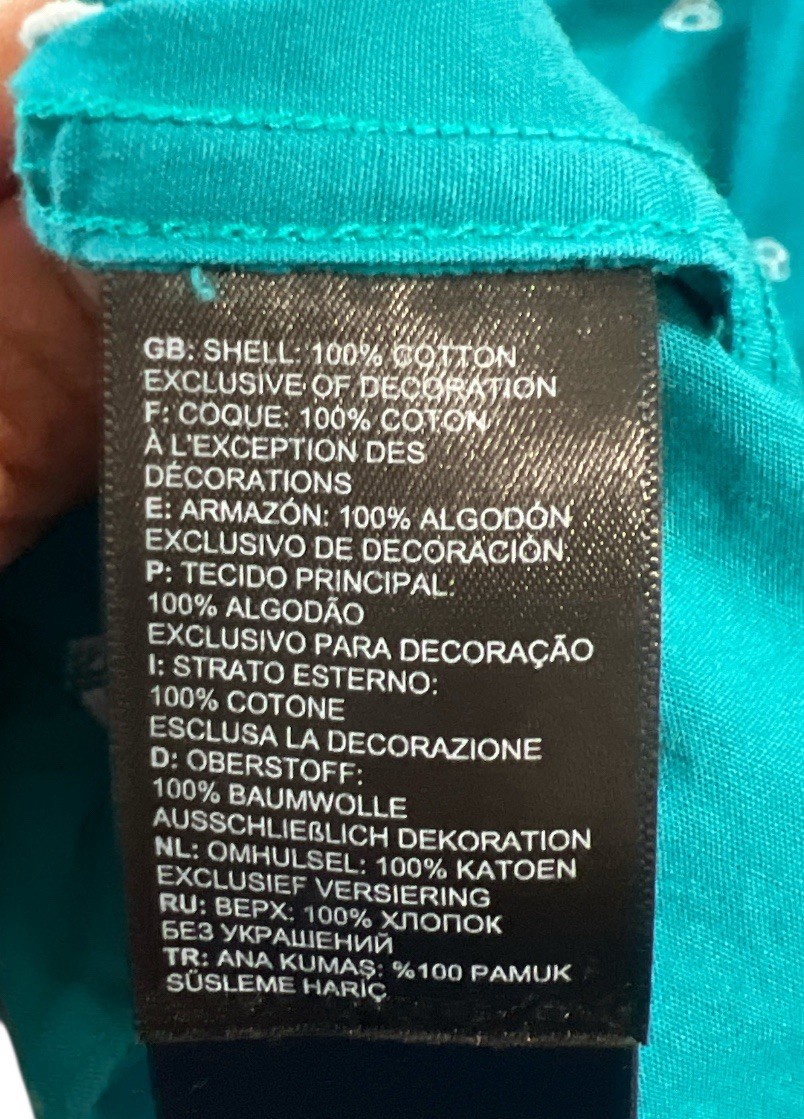 GB: SHELL: 100% COTTON
EXCLUSIVE OF DECORATION
F: COQUE: 100% COTON
À L'EXCEPTION DES
DÉCORATIONS
E: ARMAZÓN: 100% ALGODÓN
EXCLUSIVO DE DECORACIÓN
P: TECIDO PRINCIPAL:
100% ALGODÃO
EXCLUSIVO PARA DECORAÇÃO
I: STRATO ESTERNO:
100% COTONE
ESCLUSA LA DECORAZIONE
D: OBERSTOFF:
100% BAUMWOLLE
AUSSCHLIEßLICH DEKORATION
NL: OMHULSEL: 100% KATOEN
EXCLUSIEF VERSIERING
RU: ВЕРХ: 100% ХЛОПОК
БЕЗ УКРАШЕНИЙ
TR: ANA KUMAŞ: %100 PAMUK
SÜSLEME HARİÇ